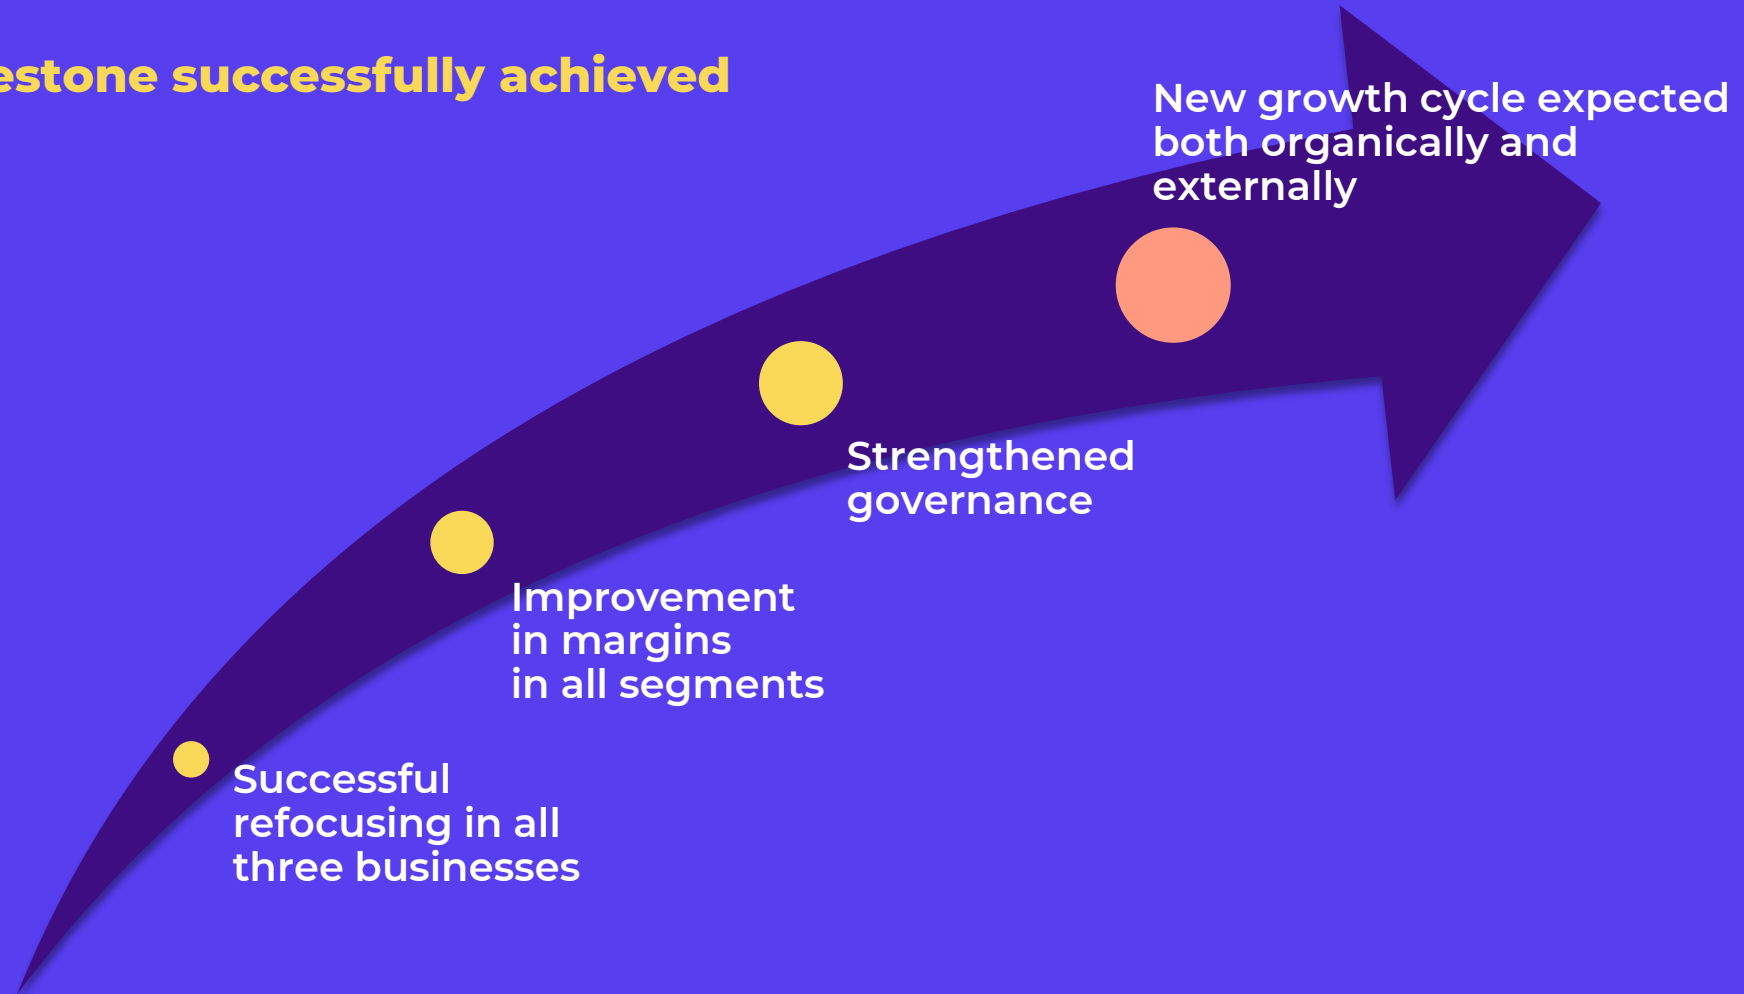 estone successfully achieved
New growth cycle expected
both organically and
externally
Strengthened
governance
Improvement
in margins
in all segments
Successful
refocusing in all
three businesses